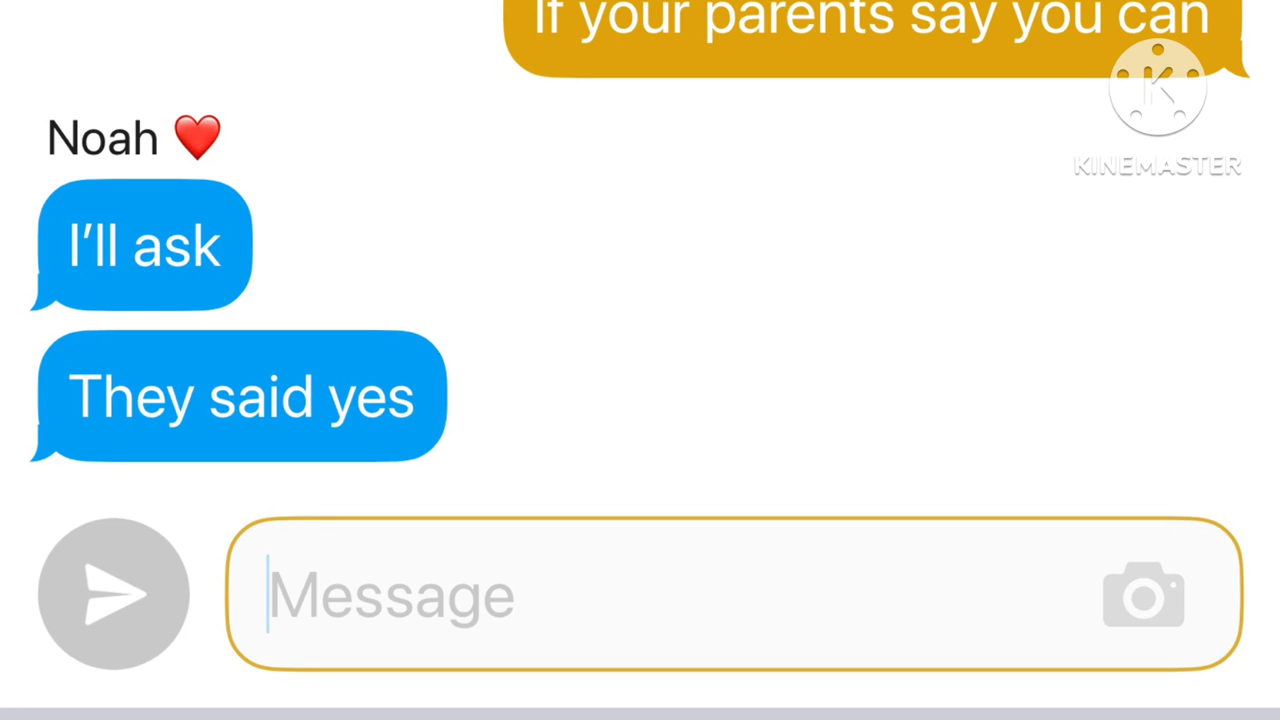 If your parents say you can
KINEMASTER
Noah ❤️
I’ll ask
They said yes
Message